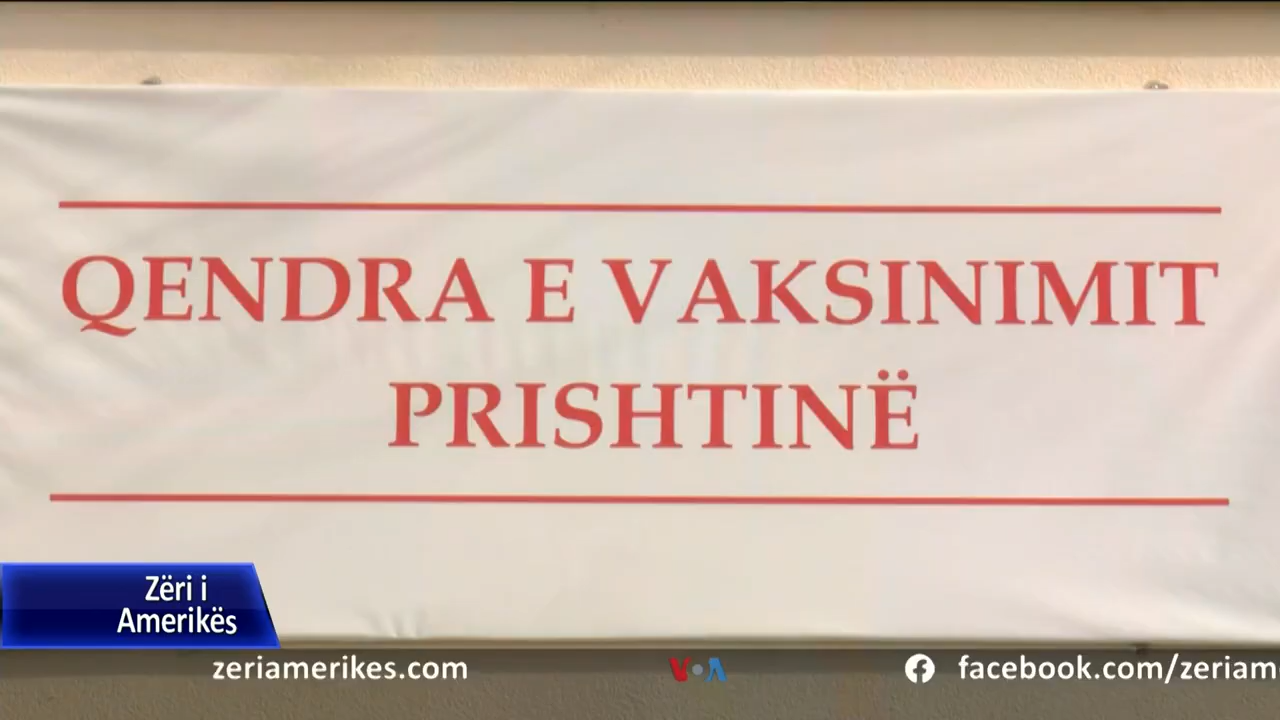 QENDRA E VAKSINIMIT
PRISHTINË
Zëri i
Amerikës
zeriamerikes.com
VOA
facebook.com/zeriam